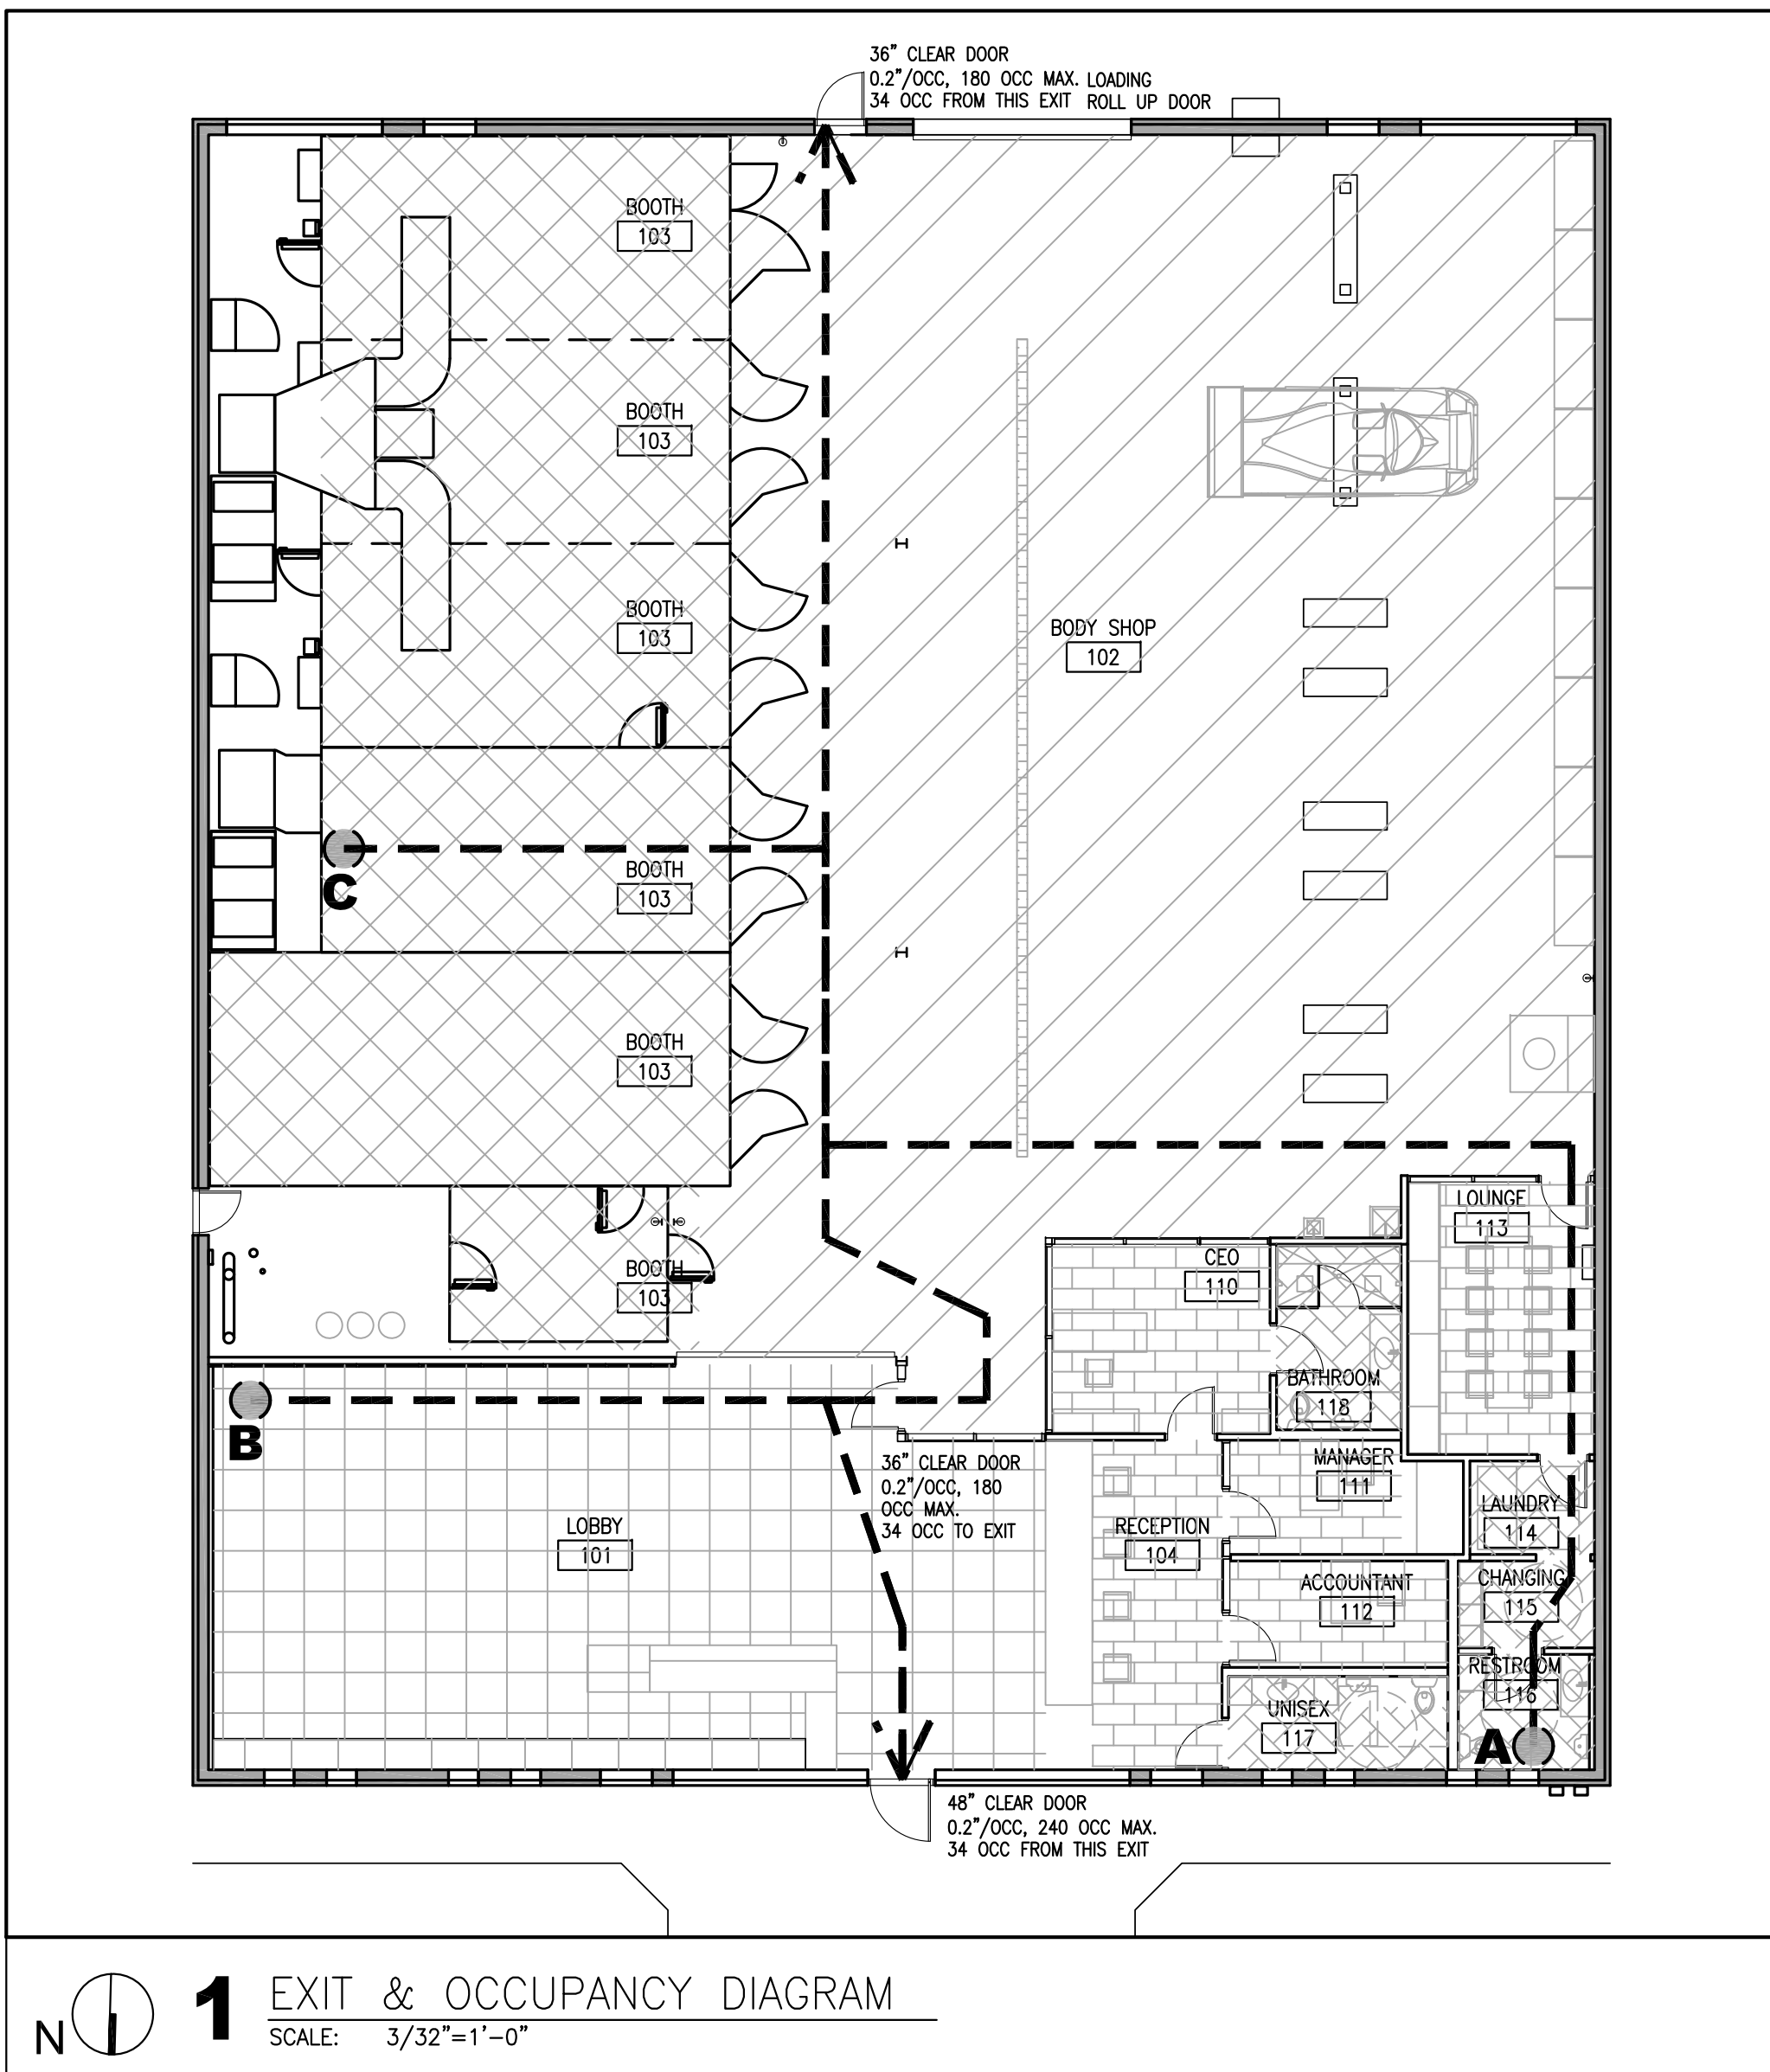 36" CLEAR DOOR
0.2"/OCC, 180 OCC MAX. LOADING
34 OCC FROM THIS EXIT ROLL UP DOOR
BOOTH
103
BOOTH
103
BOOTH
103
BODY SHOP
102
C
BOOTH
103
BOOTH
103
LOUNGE
113
CEO
110
BOOTH
103
BATHROOM
118
B
36" CLEAR DOOR
0.2"/OCC, 180
OCC MAX.
34 OCC TO EXIT
MANAGER
111
LAUNDRY
114
LOBBY
101
RECEPTION
104
CHANGING
115
ACCOUNTANT
112
RESTROOM
116
UNISEX
117
A
48" CLEAR DOOR
0.2"/OCC, 240 OCC MAX.
34 OCC FROM THIS EXIT
N
1 EXIT & OCCUPANCY DIAGRAM
SCALE: 3/32"=1'-0"